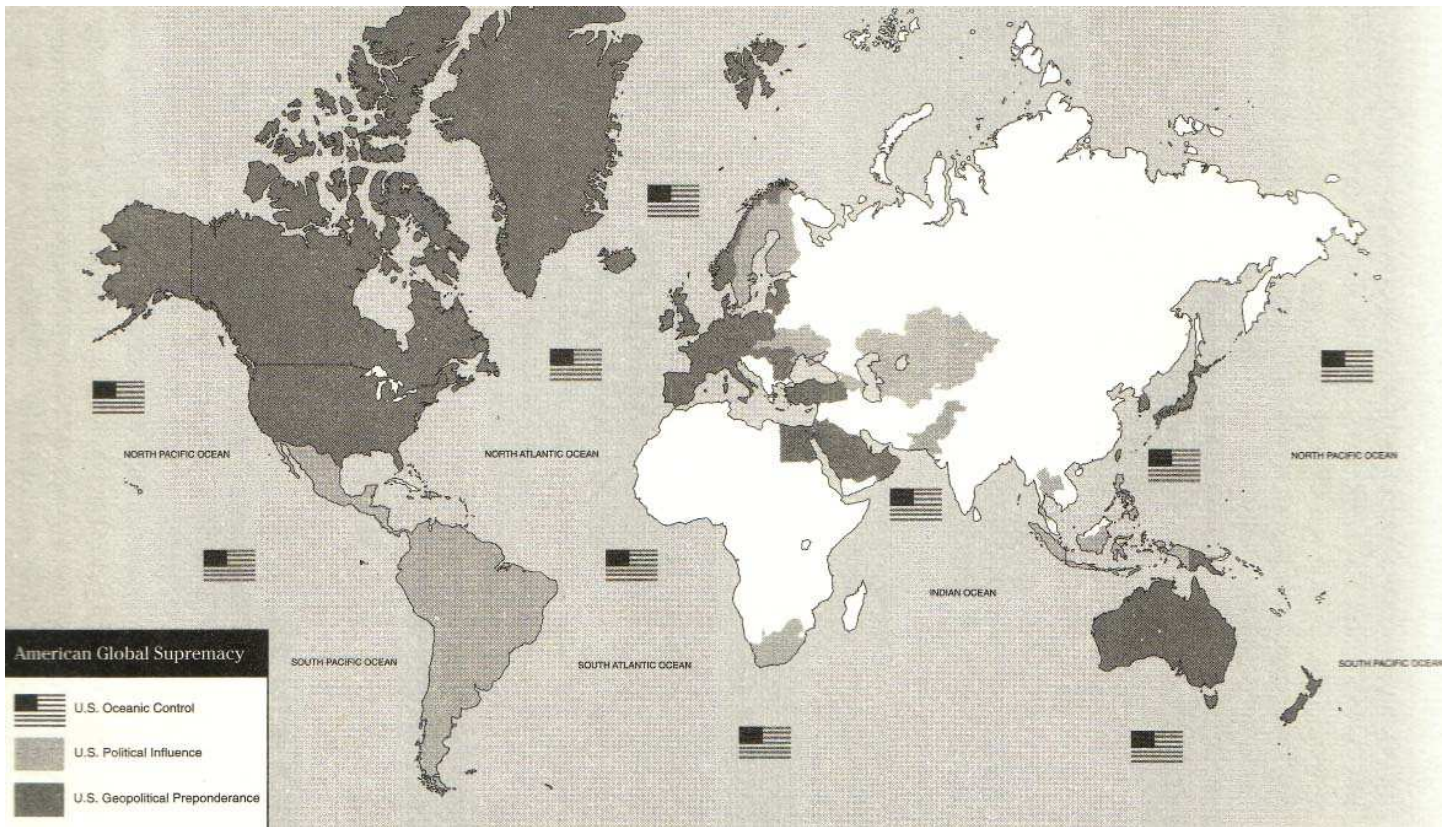 NORTH PACIFIC OCEAN
NORTH ATLANTIC OCEAN
NORTH PACIFIC OCEAN
INDIAN OCEAN
SOUTH PACIFIC OCEAN
SOUTH ATLANTIC OCEAN
SOUTH PACIFIC OCEAN
American Global Supremacy
U.S. Oceanic Control
U.S. Political Influence
U.S. Geopolitical Preponderance